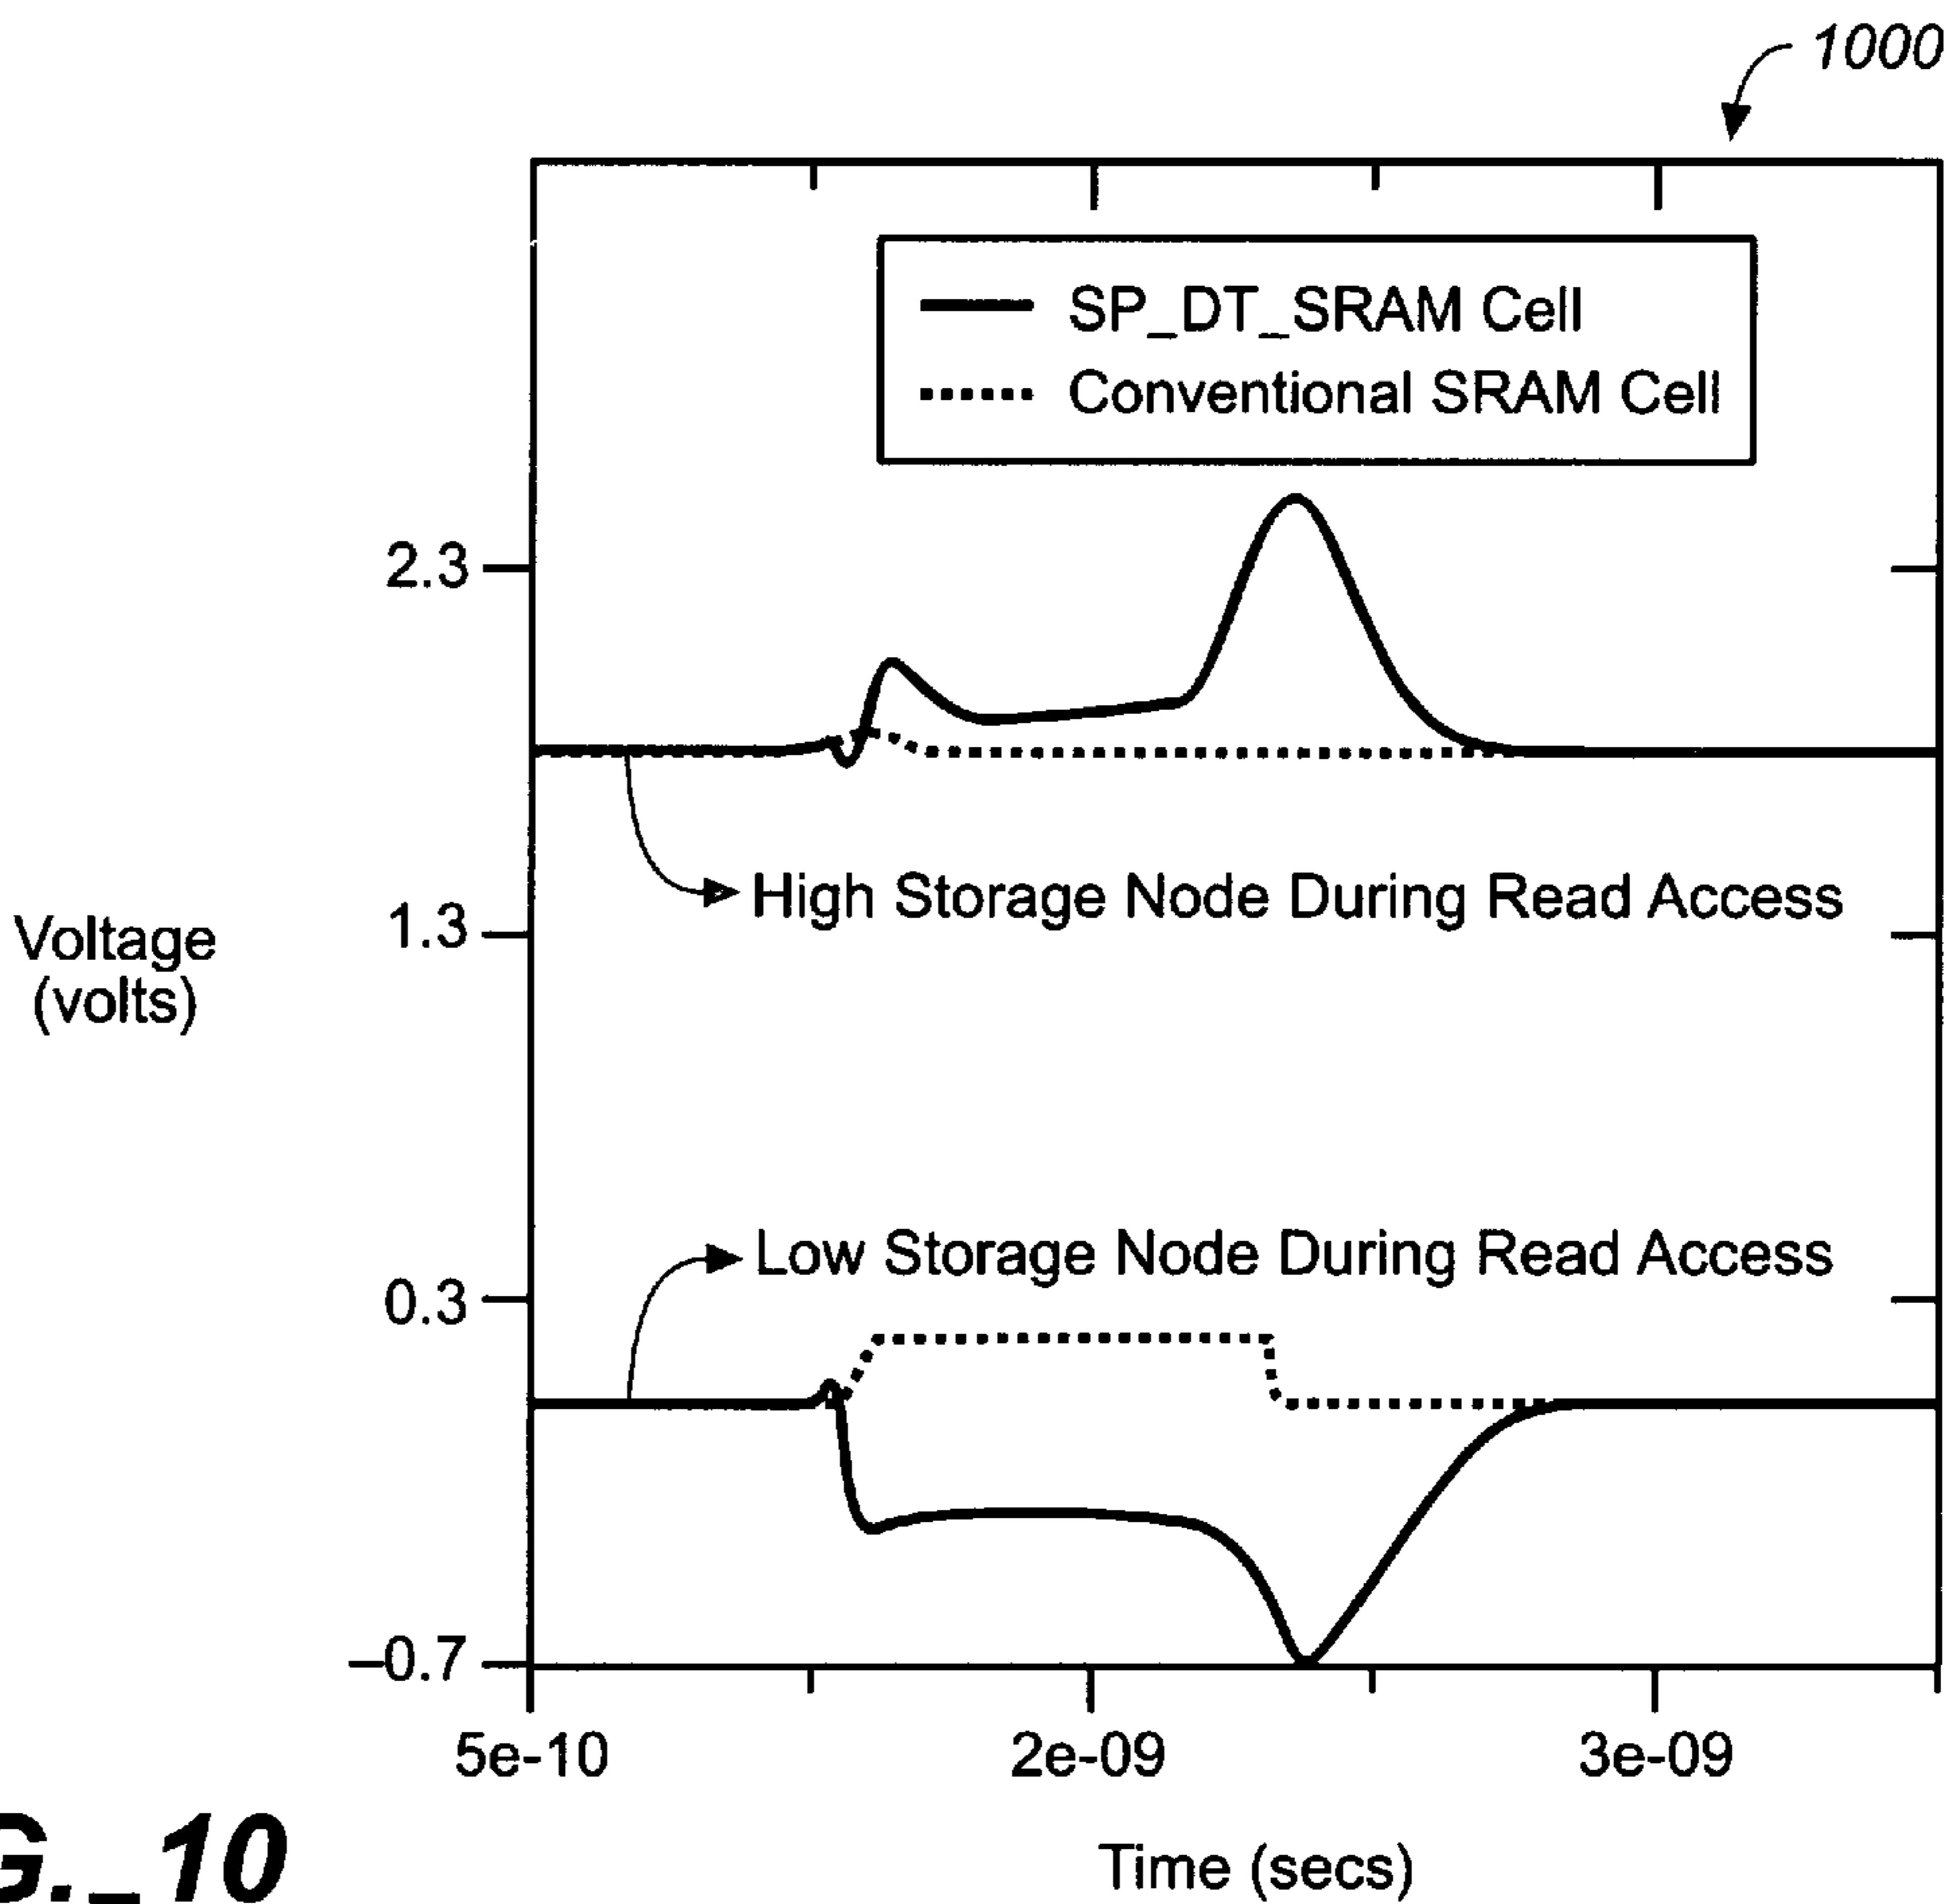 1000
SP_DT_SRAM Cell
Conventional SRAM Cell
2.3
High Storage Node During Read Access
1.3
Voltage
(volts)
Low Storage Node During Read Access
0.3
–0.7
5e-10
2e-09
3e-09
Time (secs)
G._10